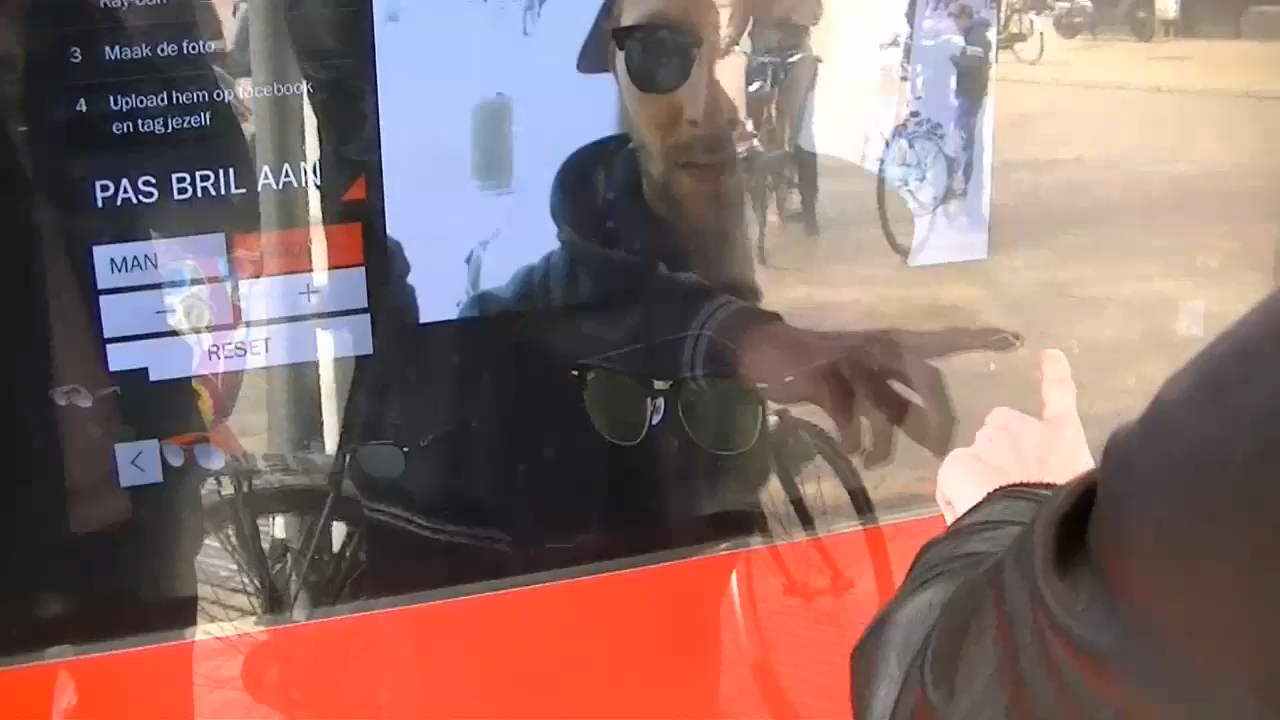 Ray-Ban
3 Maak de foto
4 Upload hem op facebook
en tag jezelf
PAS BRIL AAN
MAN
- +
RESET
<